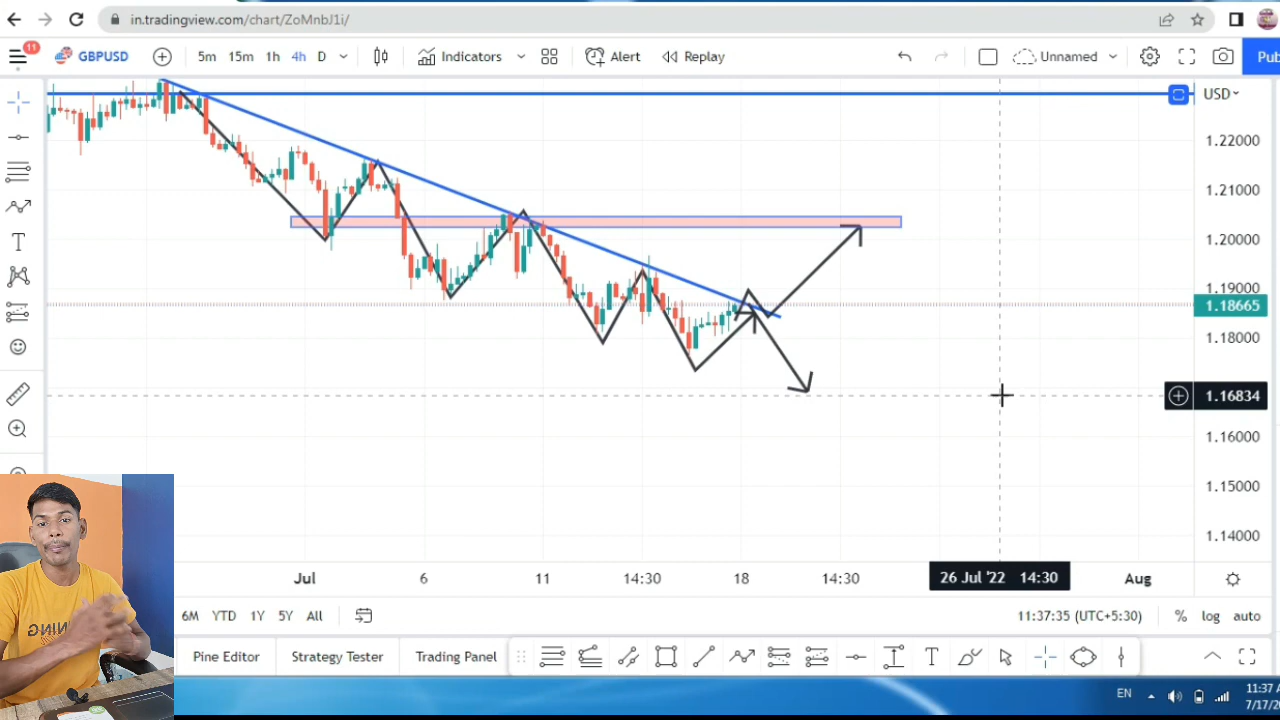 in.tradingview.com/chart/ZoMnbJ1i/
11 GBPUSD 5m 15m 1h 4h D Indicators Alert Replay Unnamed
USD
1.22000
1.21000
1.20000
1.19000
1.18665
1.18000
1.16834
1.16000
1.15000
1.14000
Jul 6 11 14:30 18 14:30 26 Jul '22 14:30 Aug
6M YTD 1Y 5Y All 11:37:35 (UTC+5:30) % log auto
Pine Editor Strategy Tester Trading Panel
EN 11:37
7/17/2